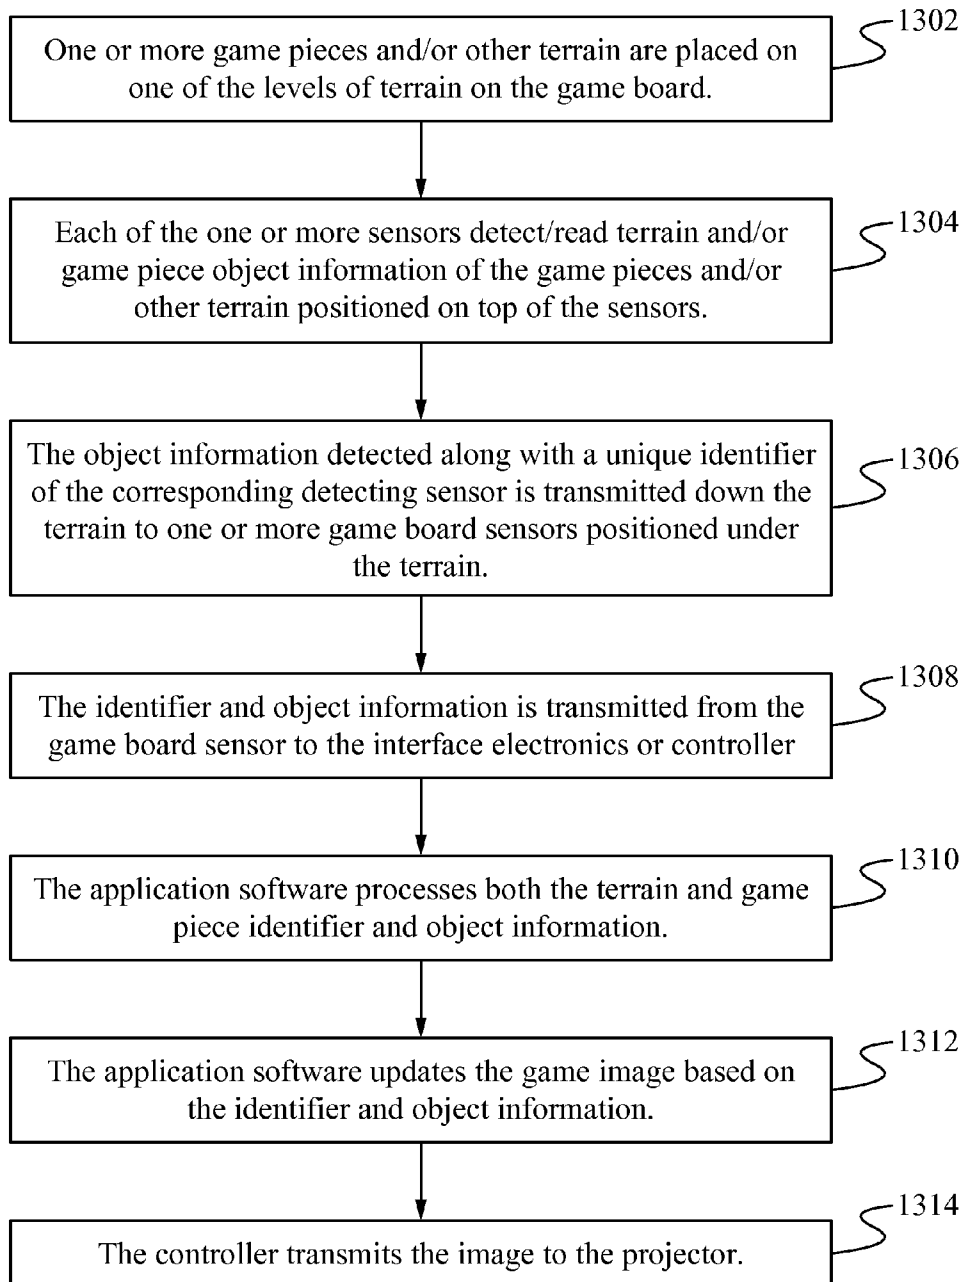 1302
One or more game pieces and/or other terrain are placed on
one of the levels of terrain on the game board.
1304
Each of the one or more sensors detect/read terrain and/or
game piece object information of the game pieces and/or
other terrain positioned on top of the sensors.
1306
The object information detected along with a unique identifier
of the corresponding detecting sensor is transmitted down the
terrain to one or more game board sensors positioned under
the terrain.
1308
The identifier and object information is transmitted from the
game board sensor to the interface electronics or controller
1310
The application software processes both the terrain and game
piece identifier and object information.
1312
The application software updates the game image based on
the identifier and object information.
1314
The controller transmits the image to the projector.